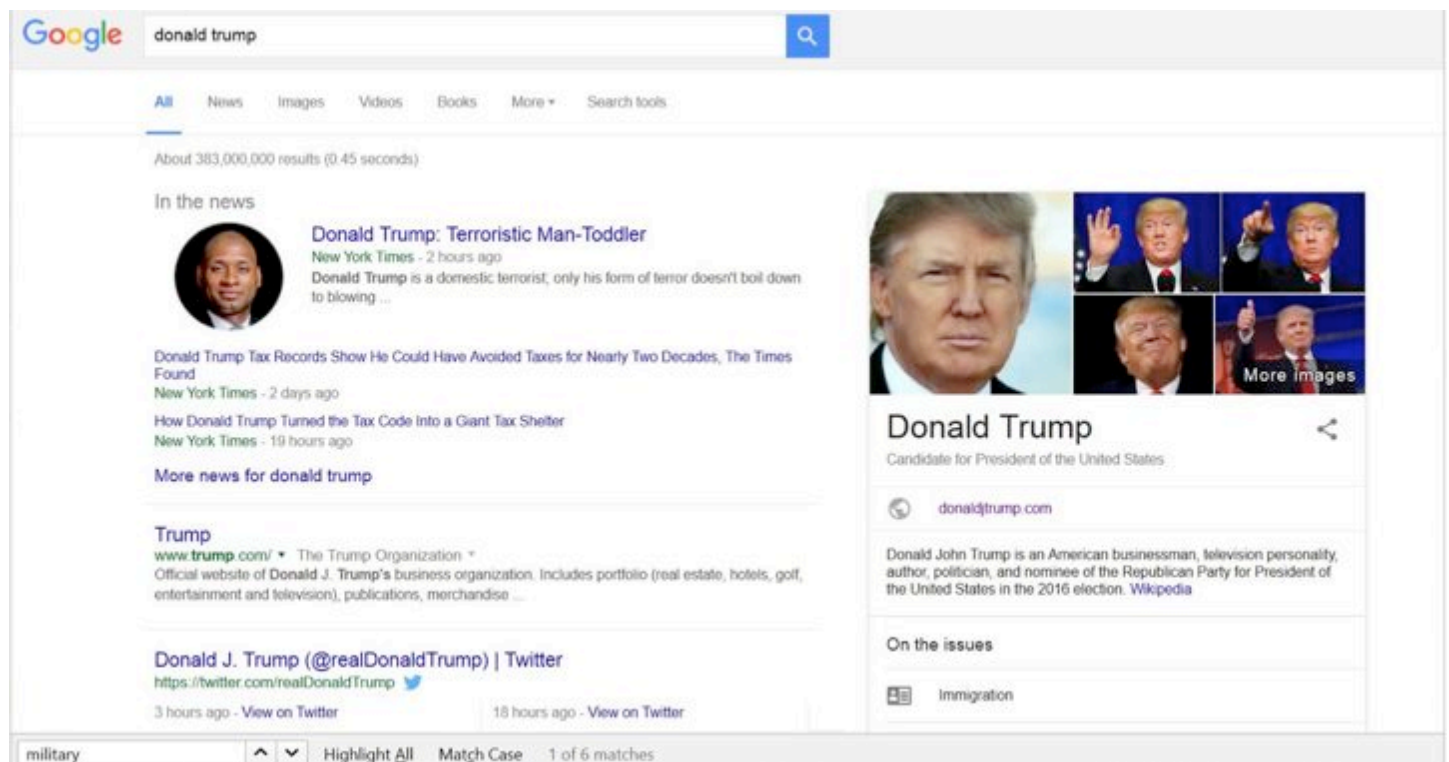 Google donald trump
All News Images Videos Books More Search tools
About 383,000,000 results (0.45 seconds)
In the news
Donald Trump: Terroristic Man-Toddler
New York Times - 2 hours ago
Donald Trump is a domestic terrorist; only his form of terror doesn't boil down
to blowing ...
Donald Trump Tax Records Show He Could Have Avoided Taxes for Nearly Two Decades, The Times
Found
New York Times - 2 days ago
How Donald Trump Turned the Tax Code Into a Giant Tax Shelter
New York Times - 19 hours ago
More news for donald trump
Trump
www.trump.com/ The Trump Organization
Official website of Donald J. Trump's business organization. Includes portfolio (real estate, hotels, golf,
entertainment and television), publications, merchandise ...
Donald J. Trump (@realDonaldTrump) | Twitter
https://twitter.com/realDonaldTrump
3 hours ago - View on Twitter
18 hours ago - View on Twitter
More images
Donald Trump
Candidate for President of the United States
donaldjtrump.com
Donald John Trump is an American businessman, television personality,
author, politician, and nominee of the Republican Party for President of
the United States in the 2016 election. Wikipedia
On the issues
Immigration
military Highlight All Match Case 1 of 6 matches